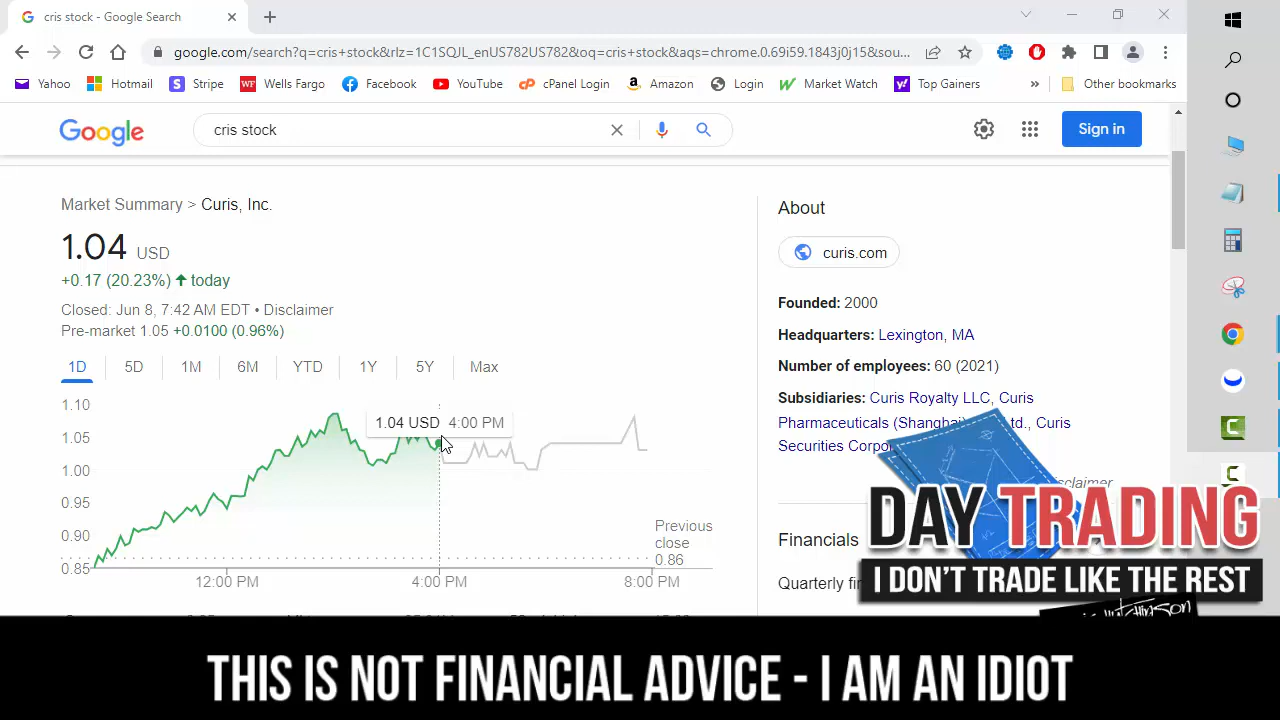 cris stock - Google Search
google.com/search?q=cris+stock&rlz=1C1SQJL_enUS782US782&oq=cris+stock&aqs=chrome.0.69i59.1843j0j15&sou...
Yahoo Hotmail Stripe Wells Fargo Facebook YouTube cPanel Login Amazon Login Market Watch Top Gainers » Other bookmarks
Google
cris stock
Sign in
Market Summary > Curis, Inc.
1.04 USD
+0.17 (20.23%) today
Closed: Jun 8, 7:42 AM EDT • Disclaimer
Pre-market 1.05 +0.0100 (0.96%)
1D 5D 1M 6M YTD 1Y 5Y Max
1.10
1.05
1.00
0.95
0.90
0.85
1.04 USD 4:00 PM
Previous
close
0.86
12:00 PM 4:00 PM 8:00 PM
About
curis.com
Founded: 2000
Headquarters: Lexington, MA
Number of employees: 60 (2021)
Subsidiaries: Curis Royalty LLC, Curis
Pharmaceuticals (Shanghai) Ltd., Curis
Securities Corpo
sclaimer
Financials
Quarterly fi
DAY TRADING
I DON'T TRADE LIKE THE REST
THIS IS NOT FINANCIAL ADVICE - I AM AN IDIOT